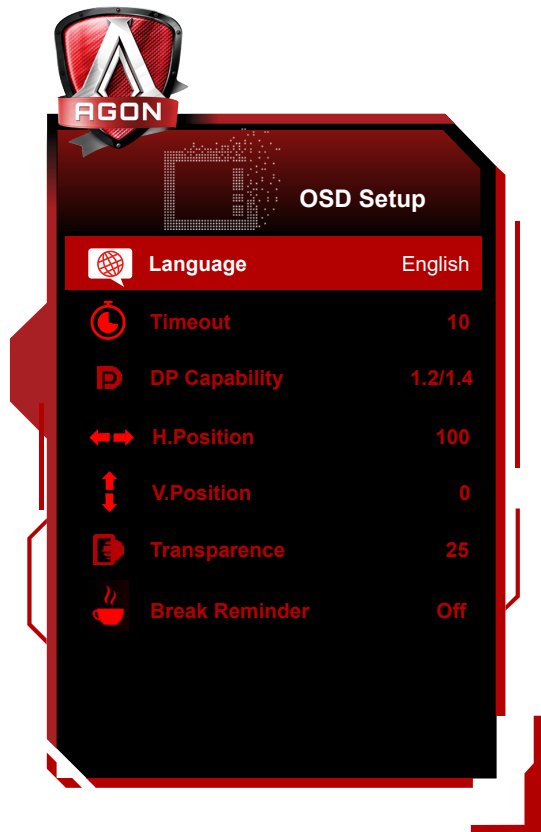 AGON
OSD Setup
Language English
Timeout 10
DP Capability 1.2/1.4
H.Position 100
V.Position 0
Transparence 25
Break Reminder Off